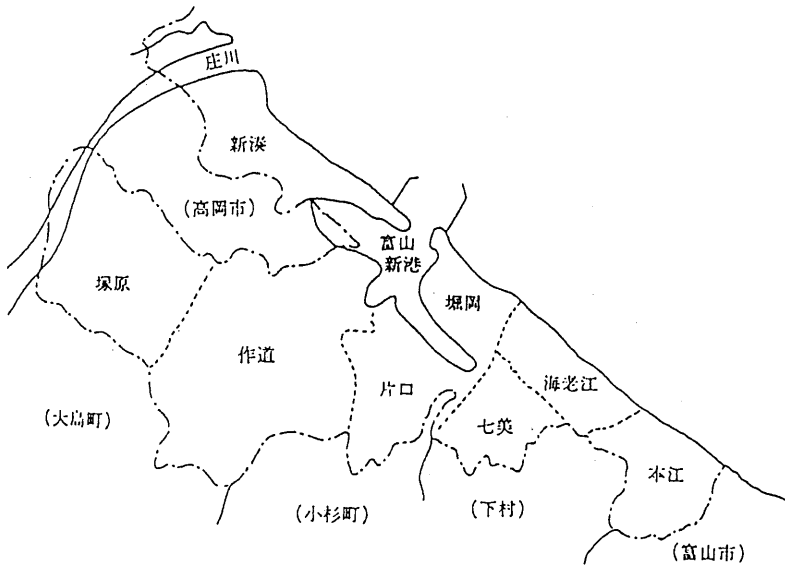 庄川
新湊
(高岡市)
富山
新港
塚原
堀岡
作道
海老江
片口
(大島町)
七美
本江
(小杉町)
(下村)
(富山市)